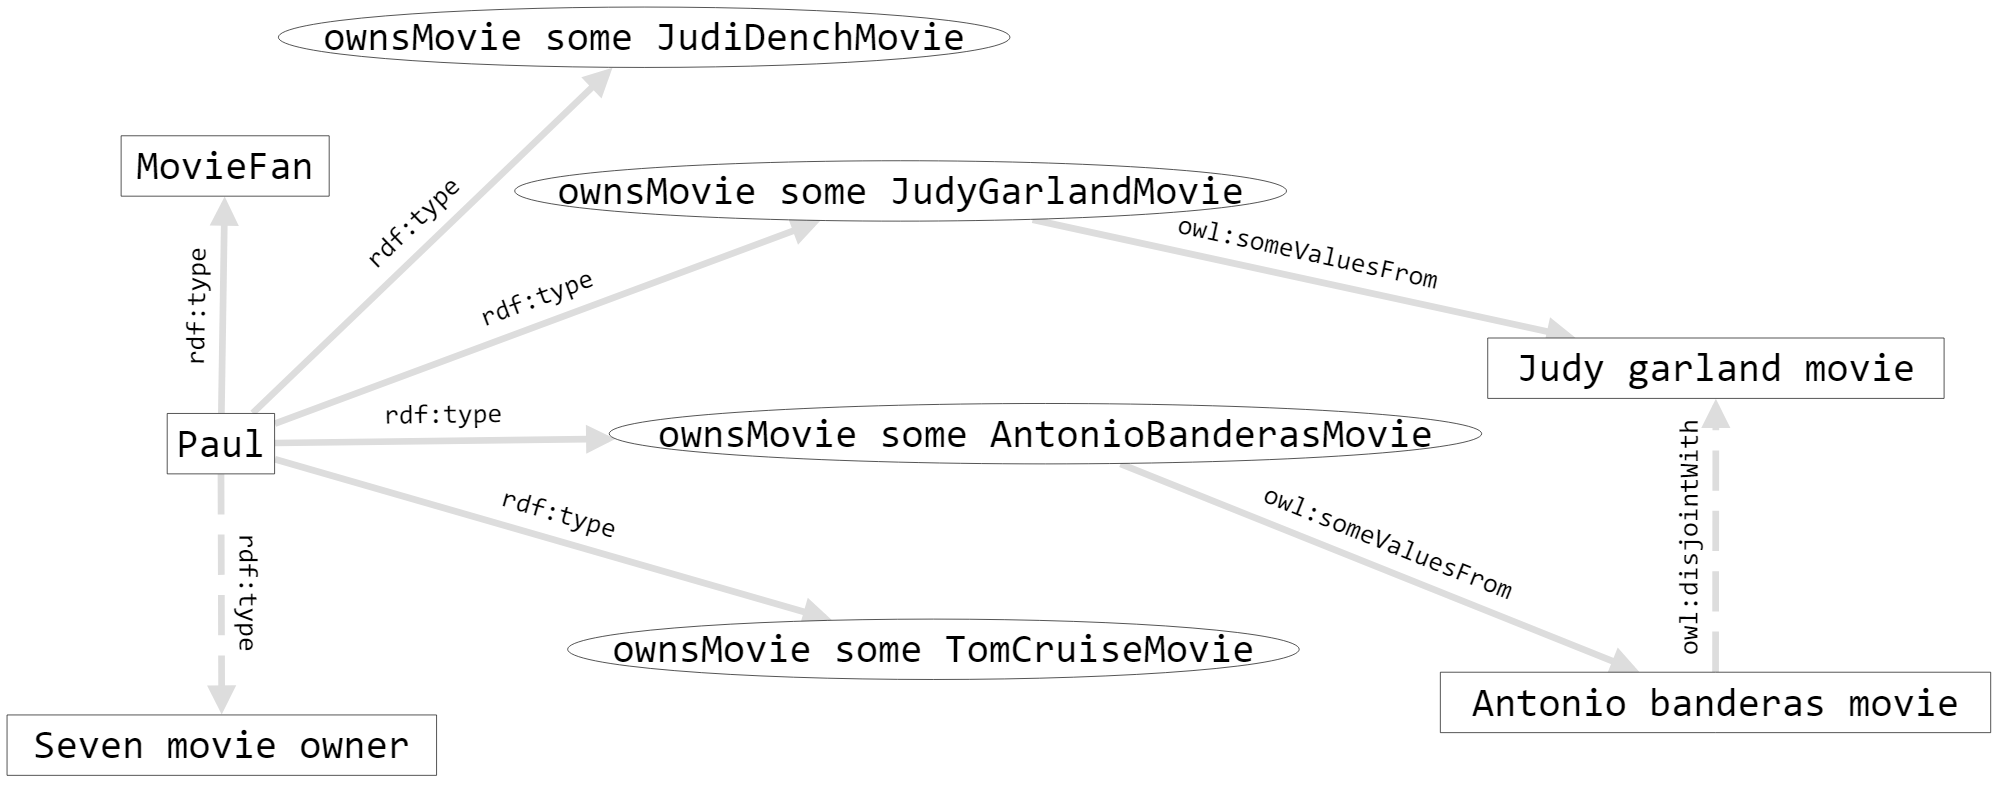 ownsMovie some JudiDenchMovie
MovieFan
rdf:type
ownsMovie some JudyGarlandMovie
rdf:type
rdf:type
owl:someValuesFrom
Judy garland movie
rdf:type
Paul
ownsMovie some AntonioBanderasMovie
rdf:type
owl:someValuesFrom
owl:disjointWith
rdf:type
ownsMovie some TomCruiseMovie
Antonio banderas movie
Seven movie owner